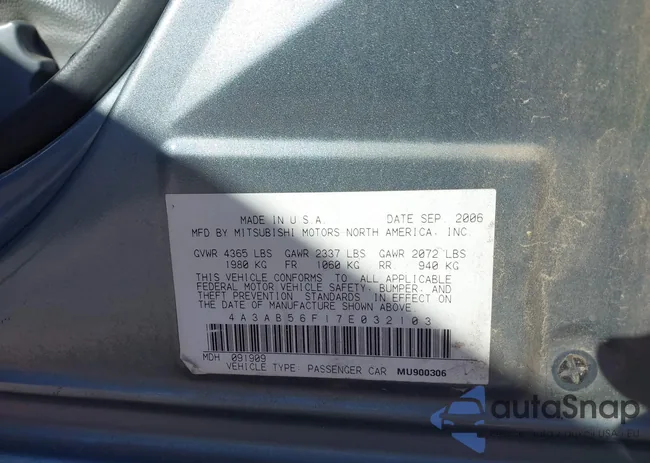 MADE IN U.S.A. DATE SEP. 2006
MFD BY MITSUBISHI MOTORS NORTH AMERICA, INC.
GVWR 4365 LBS GAWR 2337 LBS GAWR 2072 LBS
1980 KG FR 1060 KG RR 940 KG
THIS VEHICLE CONFORMS TO ALL APPLICABLE
FEDERAL MOTOR VEHICLE SAFETY, BUMPER, AND
THEFT PREVENTION STANDARDS IN EFFECT ON
THE DATE OF MANUFACTURE SHOWN ABOVE
4A3AB56F17E032103
MDH 091909
VEHICLE TYPE PASSENGER CAR MU900306
autaSnap